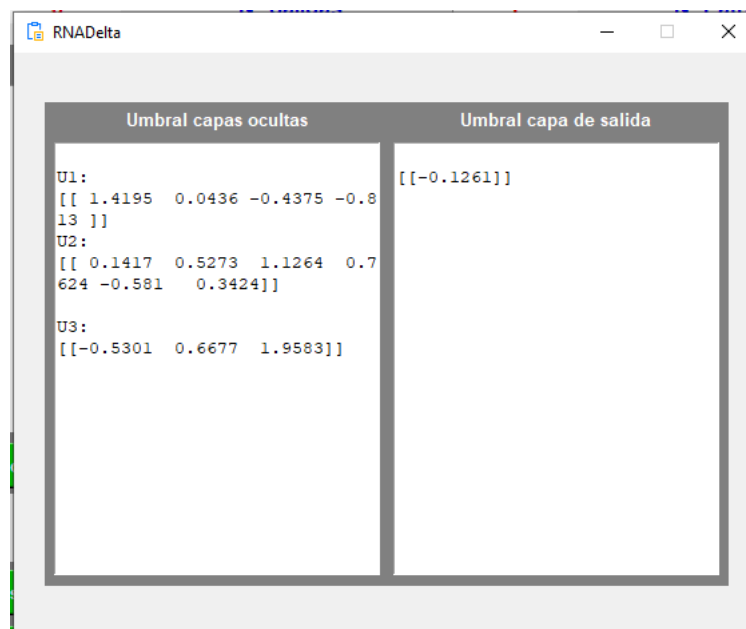 RNADelta
Umbral capas ocultas
Umbral capa de salida
U1:
[[ 1.4195  0.0436 -0.4375 -0.8
13 ]]
U2:
[[ 0.1417  0.5273  1.1264  0.7
624 -0.581   0.3424]]
U3:
[[-0.5301  0.6677  1.9583]]
[[-0.1261]]